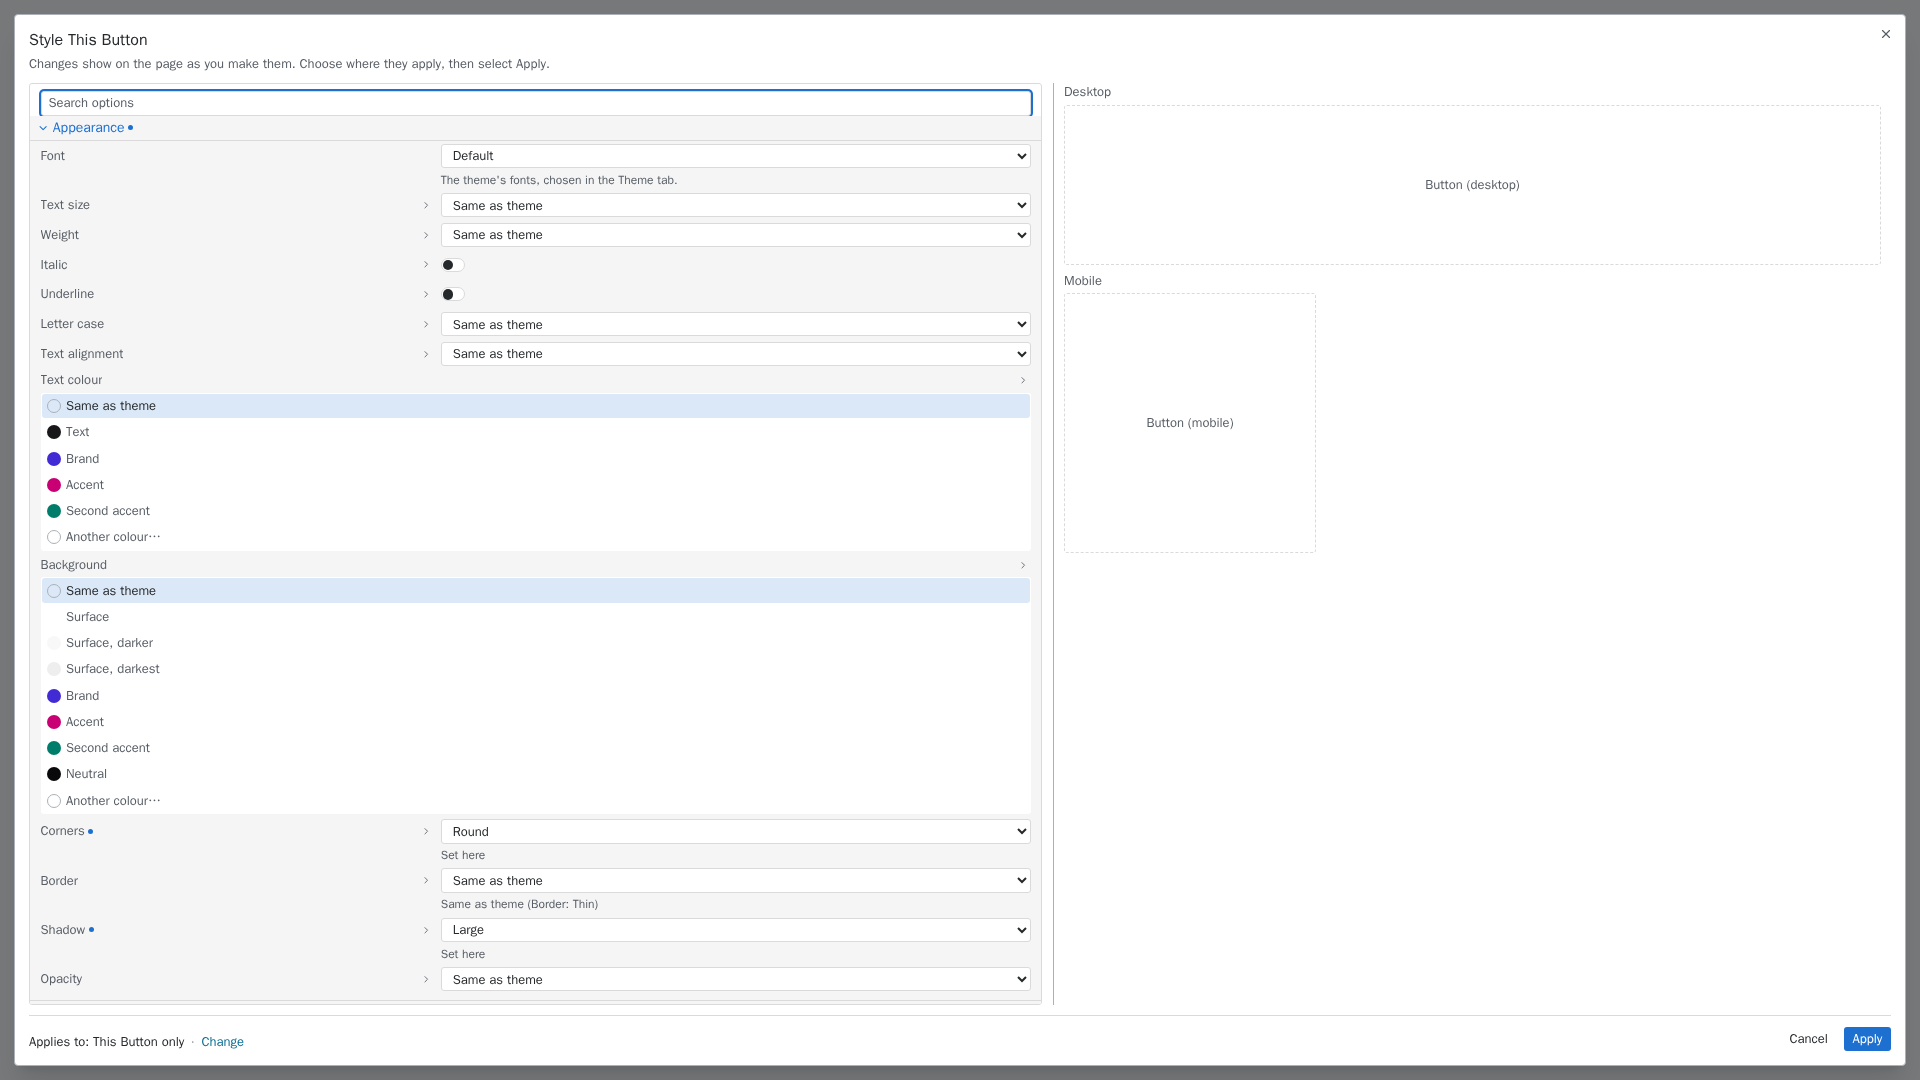 Style This Button
Changes show on the page as you make them. Choose where they apply, then select Apply.
Search options
Appearance
Font
Default
The theme's fonts, chosen in the Theme tab.
Text size
Same as theme
Weight
Same as theme
Italic
Underline
Letter case
Same as theme
Text alignment
Same as theme
Text colour
Same as theme
Text
Brand
Accent
Second accent
Another colour…
Background
Same as theme
Surface
Surface, darker
Surface, darkest
Brand
Accent
Second accent
Neutral
Another colour…
Corners
Round
Set here
Border
Same as theme
Same as theme (Border: Thin)
Shadow
Large
Set here
Opacity
Same as theme
Desktop
Button (desktop)
Mobile
Button (mobile)
Applies to: This Button only · Change
Cancel
Apply